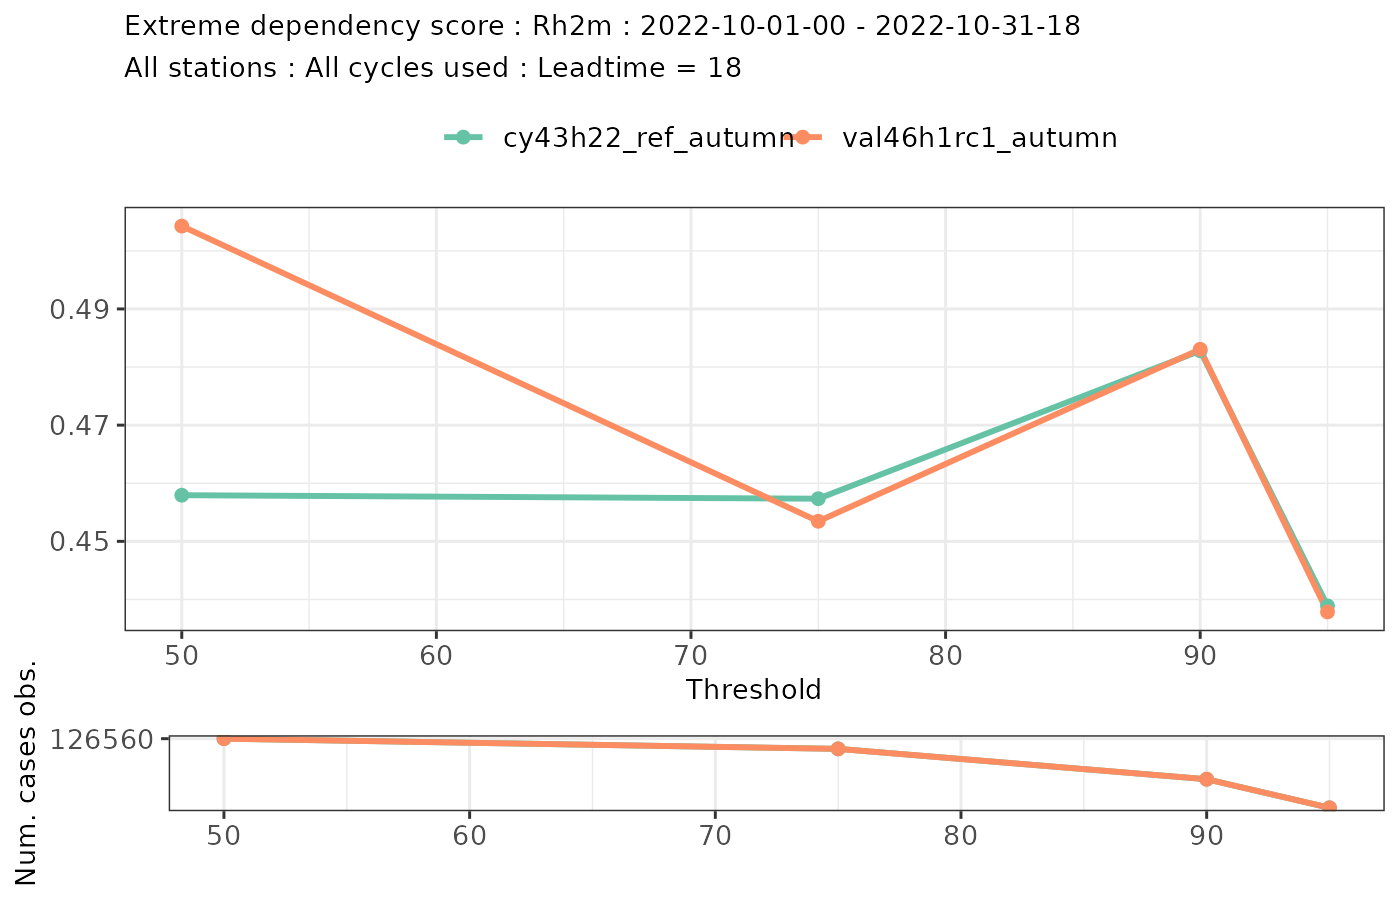 Extreme dependency score : Rh2m : 2022-10-01-00 - 2022-10-31-18
All stations : All cycles used : Leadtime = 18
cy43h22_ref_autumn val46h1rc1_autumn
0.49
0.47
0.45
50 60 70 80 90
Threshold
Num. cases obs.
126560
50 60 70 80 90